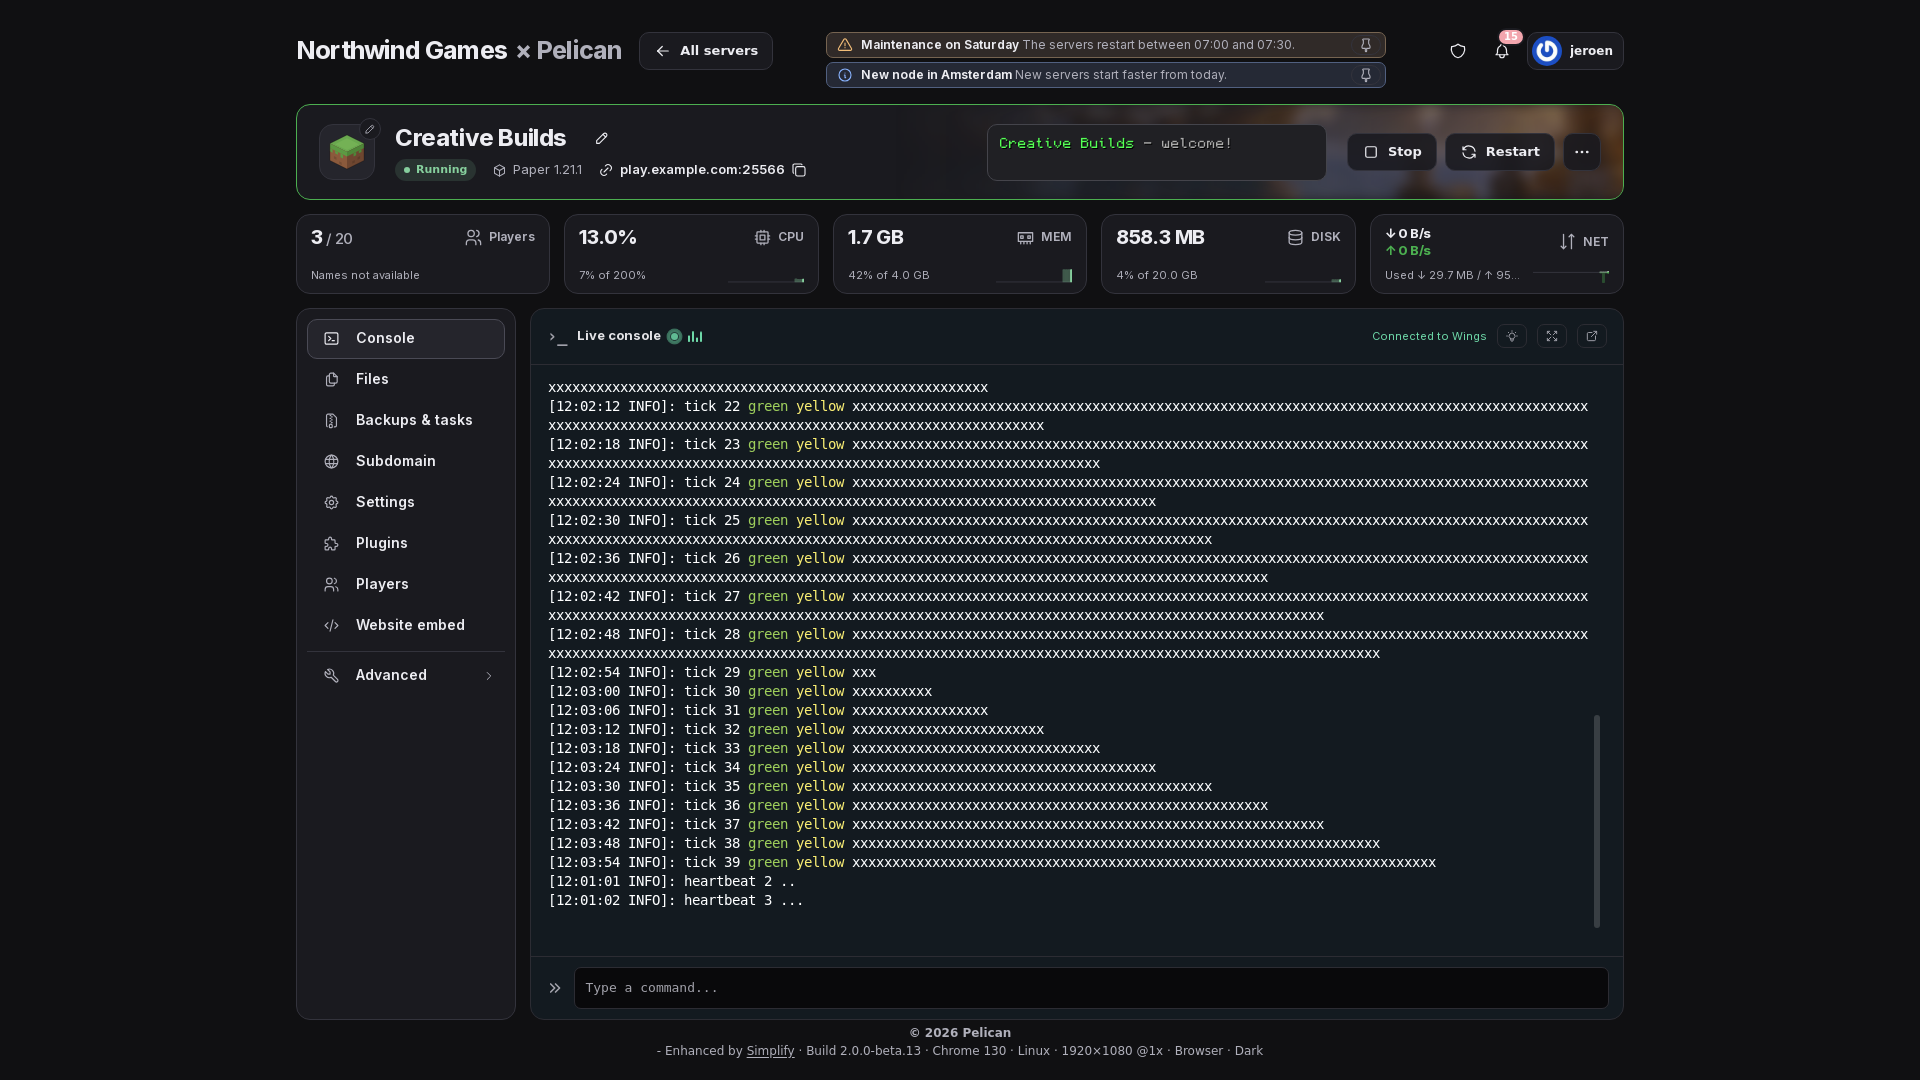 Northwind Games × Pelican
All servers
Maintenance on Saturday The servers restart between 07:00 and 07:30.
New node in Amsterdam New servers start faster from today.
15
jeroen
Creative Builds
Running
Paper 1.21.1
play.example.com:25566
Creative Builds - welcome!
Stop
Restart
3 / 20
Players
Names not available
13.0%
CPU
7% of 200%
1.7 GB
MEM
42% of 4.0 GB
858.3 MB
DISK
4% of 20.0 GB
↓ 0 B/s
↑ 0 B/s
NET
Used ↓ 29.7 MB / ↑ 95...
Console
Files
Backups & tasks
Subdomain
Settings
Plugins
Players
Website embed
Advanced
Live console
Connected to Wings
[12:02:12 INFO]: tick 22 green yellow
[12:02:18 INFO]: tick 23 green yellow
[12:02:24 INFO]: tick 24 green yellow
[12:02:30 INFO]: tick 25 green yellow
[12:02:36 INFO]: tick 26 green yellow
[12:02:42 INFO]: tick 27 green yellow
[12:02:48 INFO]: tick 28 green yellow
[12:02:54 INFO]: tick 29 green yellow xxx
[12:03:00 INFO]: tick 30 green yellow xxxxxxxxxx
[12:03:06 INFO]: tick 31 green yellow xxxxxxxxxxxxxxxxx
[12:03:12 INFO]: tick 32 green yellow xxxxxxxxxxxxxxxxxxxxxxxx
[12:03:18 INFO]: tick 33 green yellow xxxxxxxxxxxxxxxxxxxxxxxxxxxxxxx
[12:03:24 INFO]: tick 34 green yellow xxxxxxxxxxxxxxxxxxxxxxxxxxxxxxxxxxxxxx
[12:03:30 INFO]: tick 35 green yellow xxxxxxxxxxxxxxxxxxxxxxxxxxxxxxxxxxxxxxxxxxxxx
[12:03:36 INFO]: tick 36 green yellow xxxxxxxxxxxxxxxxxxxxxxxxxxxxxxxxxxxxxxxxxxxxxxxxxxxx
[12:03:42 INFO]: tick 37 green yellow xxxxxxxxxxxxxxxxxxxxxxxxxxxxxxxxxxxxxxxxxxxxxxxxxxxxxxxxxxx
[12:03:48 INFO]: tick 38 green yellow xxxxxxxxxxxxxxxxxxxxxxxxxxxxxxxxxxxxxxxxxxxxxxxxxxxxxxxxxxxxxxxxxx
[12:03:54 INFO]: tick 39 green yellow xxxxxxxxxxxxxxxxxxxxxxxxxxxxxxxxxxxxxxxxxxxxxxxxxxxxxxxxxxxxxxxxxxxxxxxxx
[12:01:01 INFO]: heartbeat 2 ..
[12:01:02 INFO]: heartbeat 3 ...
Type a command...
© 2026 Pelican
- Enhanced by Simplify · Build 2.0.0-beta.13 · Chrome 130 · Linux · 1920×1080 @1x · Browser · Dark